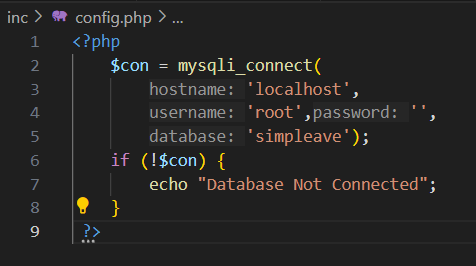 inc > config.php > ...
1 <?php
2 $con = mysqli_connect(
3 hostname: 'localhost',
4 username: 'root',password: '',
5 database: 'simpleave');
6 if (!$con) {
7 echo "Database Not Connected";
8 }
9 ?>